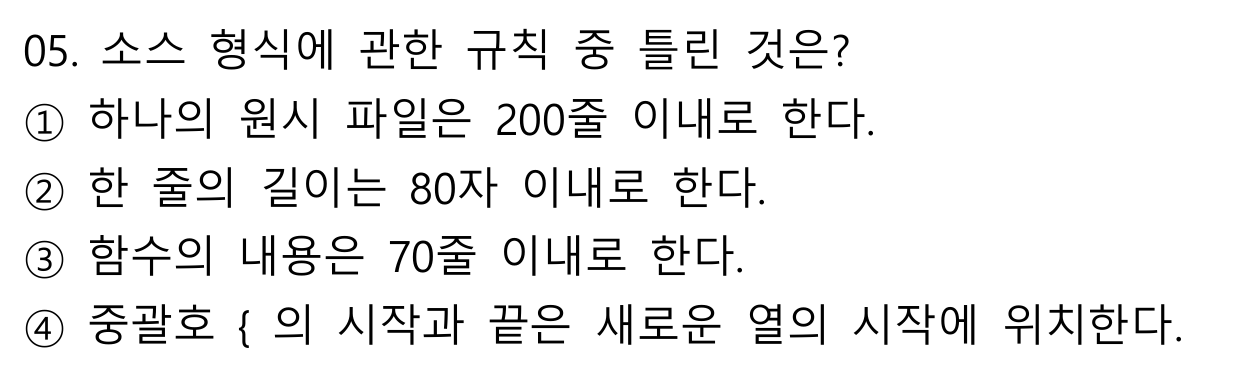 05. 소스 형식에 관한 규칙 중 틀린 것은?
① 하나의 원시 파일은 200줄 이내로 한다.
② 한 줄의 길이는 80자 이내로 한다.
③ 함수의 내용은 70줄 이내로 한다.
④ 중괄호 { 의 시작과 끝은 새로운 열의 시작에 위치한다.